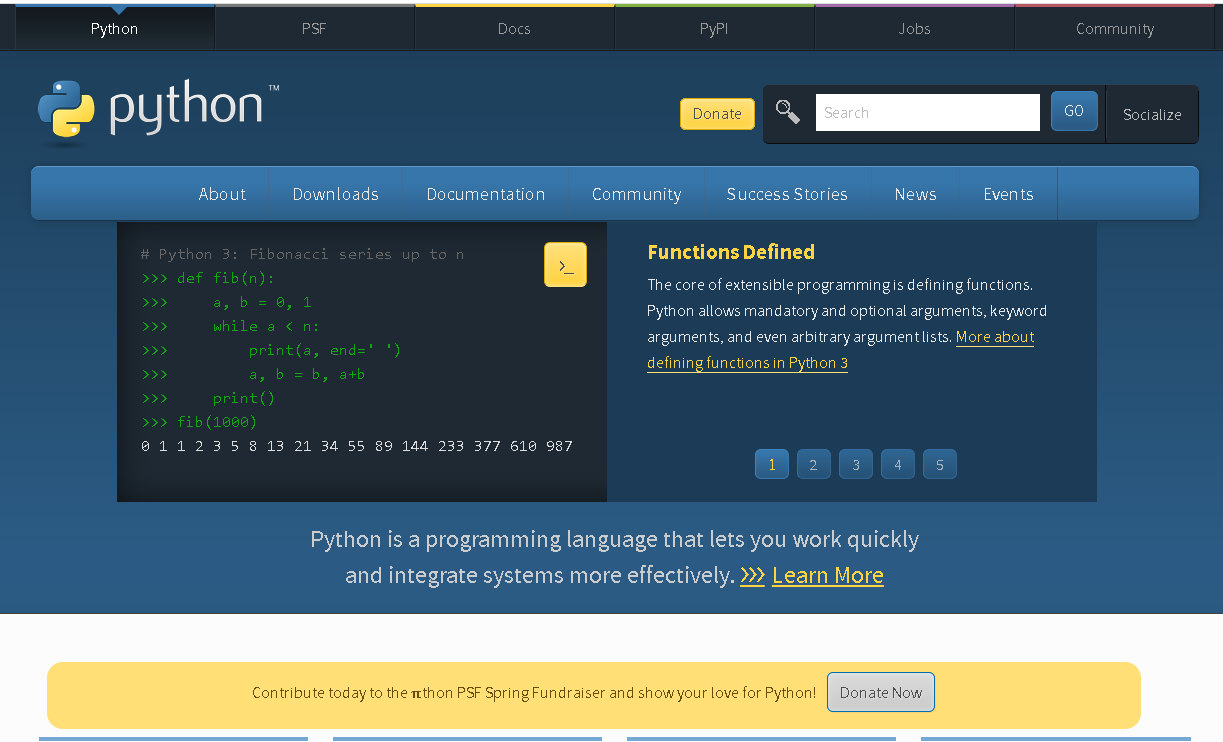 Python PSF Docs PyPI Jobs Community
python™
Donate Search GO Socialize
About Downloads Documentation Community Success Stories News Events
# Python 3: Fibonacci series up to n
>>> def fib(n):
>>>     a, b = 0, 1
>>>     while a < n:
>>>         print(a, end=' ')
>>>         a, b = b, a+b
>>>     print()
>>> fib(1000)
0 1 1 2 3 5 8 13 21 34 55 89 144 233 377 610 987
>_
Functions Defined
The core of extensible programming is defining functions.
Python allows mandatory and optional arguments, keyword
arguments, and even arbitrary argument lists. More about
defining functions in Python 3
1 2 3 4 5
Python is a programming language that lets you work quickly
and integrate systems more effectively. >>> Learn More
Contribute today to the πthon PSF Spring Fundraiser and show your love for Python! Donate Now